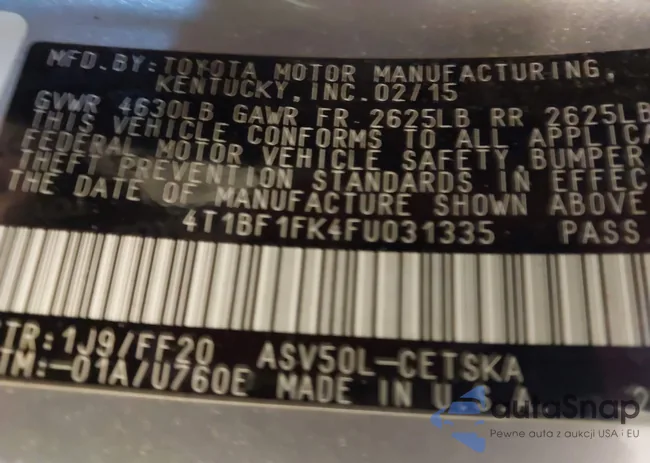 MFD. BY: TOYOTA MOTOR MANUFACTURING,
KENTUCKY, INC. 02/15
GVWR 4630LB GAWR FR 2625LB RR 2625LB
THIS VEHICLE CONFORMS TO ALL APPLICA
FEDERAL MOTOR VEHICLE SAFETY BUMPER
THEFT PREVENTION STANDARDS IN EFFEC
THE DATE OF MANUFACTURE SHOWN ABOVE
4T1BF1FK4FU031335 PASS
TR: 1J9/FF20 ASV50L-CETSKA
TM: -01A/U760E MADE IN U.S.A
autoSnap
Pewne auta z aukcji USA i EU